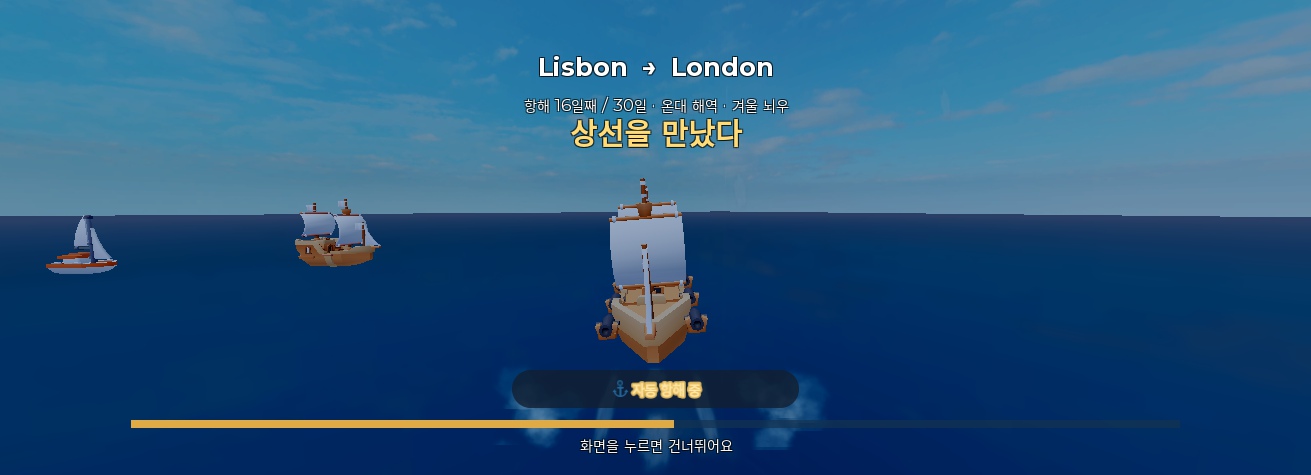 Lisbon → London
항해 16일째 / 30일 · 온대 해역 · 겨울 뇌우
상선을 만났다
⚓ 자동 항해 중
화면을 누르면 건너뛰어요